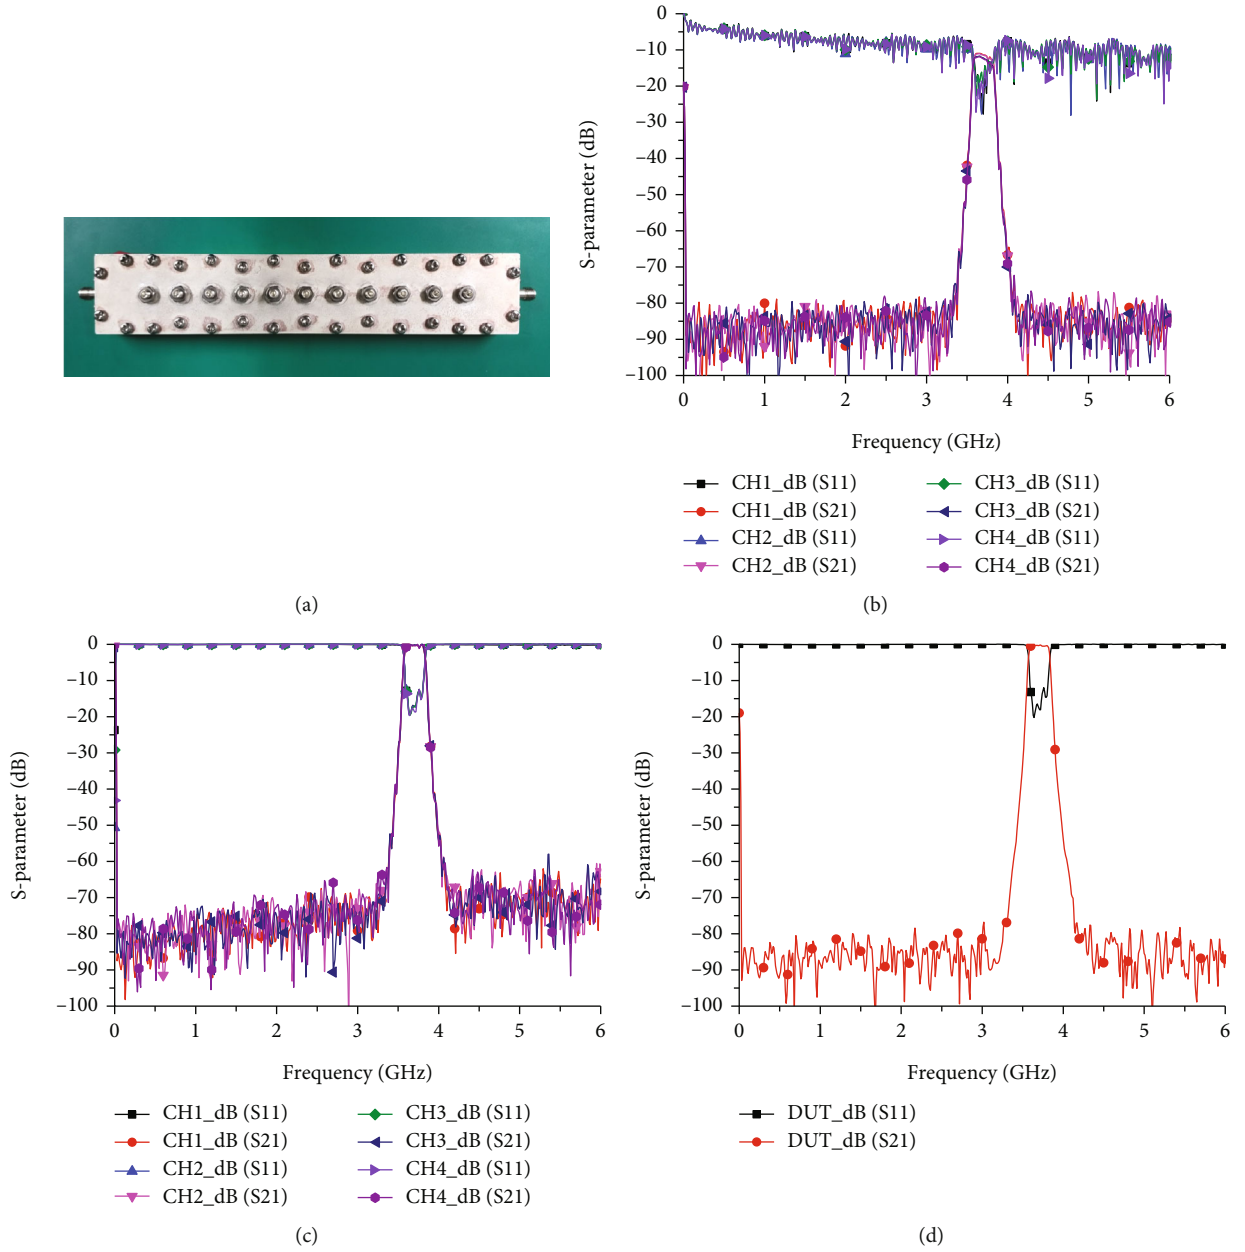 (a)
0
−10
−20
−30
−40
−50
−60
−70
−80
−90
−100
S-parameter (dB)
0 1 2 3 4 5 6
Frequency (GHz)
CH1_dB (S11)
CH1_dB (S21)
CH2_dB (S11)
CH2_dB (S21)
CH3_dB (S11)
CH3_dB (S21)
CH4_dB (S11)
CH4_dB (S21)
(b)
0
−10
−20
−30
−40
−50
−60
−70
−80
−90
−100
S-parameter (dB)
0 1 2 3 4 5 6
Frequency (GHz)
CH1_dB (S11)
CH1_dB (S21)
CH2_dB (S11)
CH2_dB (S21)
CH3_dB (S11)
CH3_dB (S21)
CH4_dB (S11)
CH4_dB (S21)
(c)
0
−10
−20
−30
−40
−50
−60
−70
−80
−90
−100
S-parameter (dB)
0 1 2 3 4 5 6
Frequency (GHz)
DUT_dB (S11)
DUT_dB (S21)
(d)